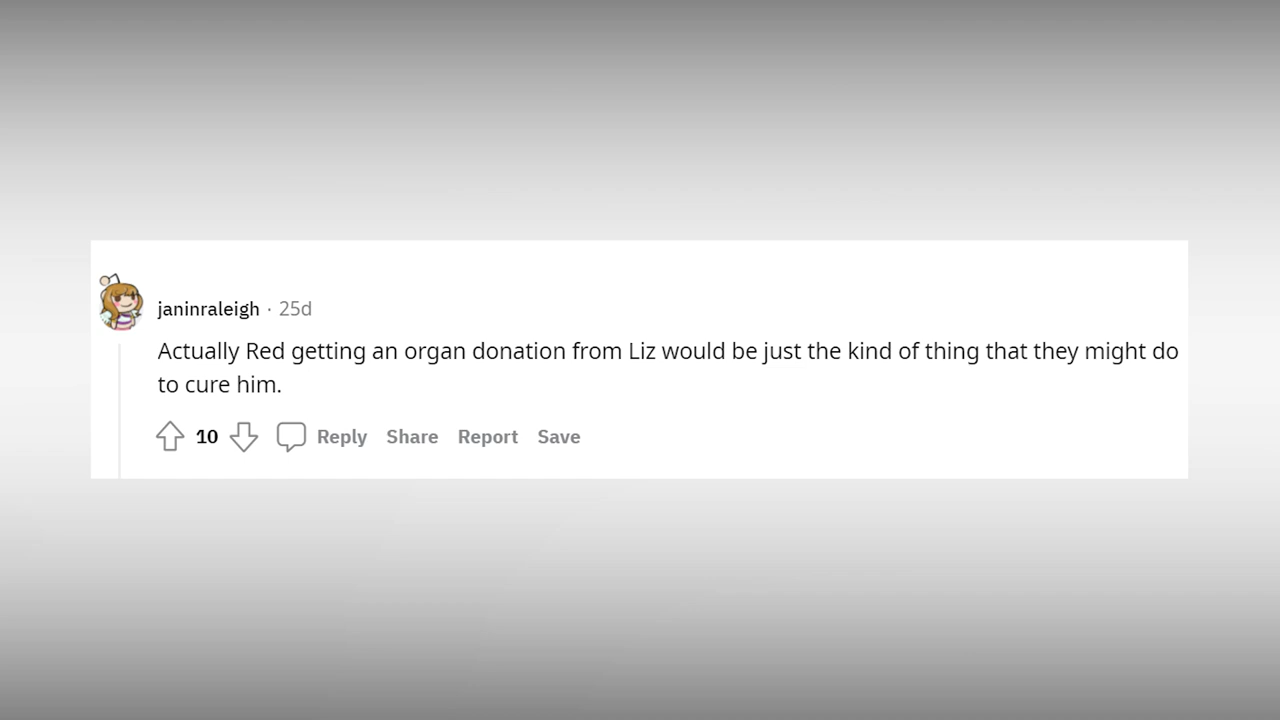 janinraleigh · 25d
Actually Red getting an organ donation from Liz would be just the kind of thing that they might do
to cure him.
10 Reply Share Report Save